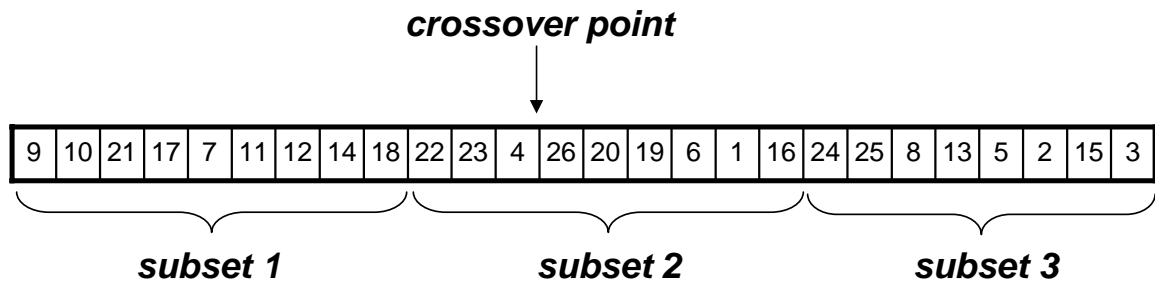 crossover point
9 10 21 17 7 11 12 14 18 22 23 4 26 20 19 6 1 16 24 25 8 13 5 2 15 3
subset 1 subset 2 subset 3